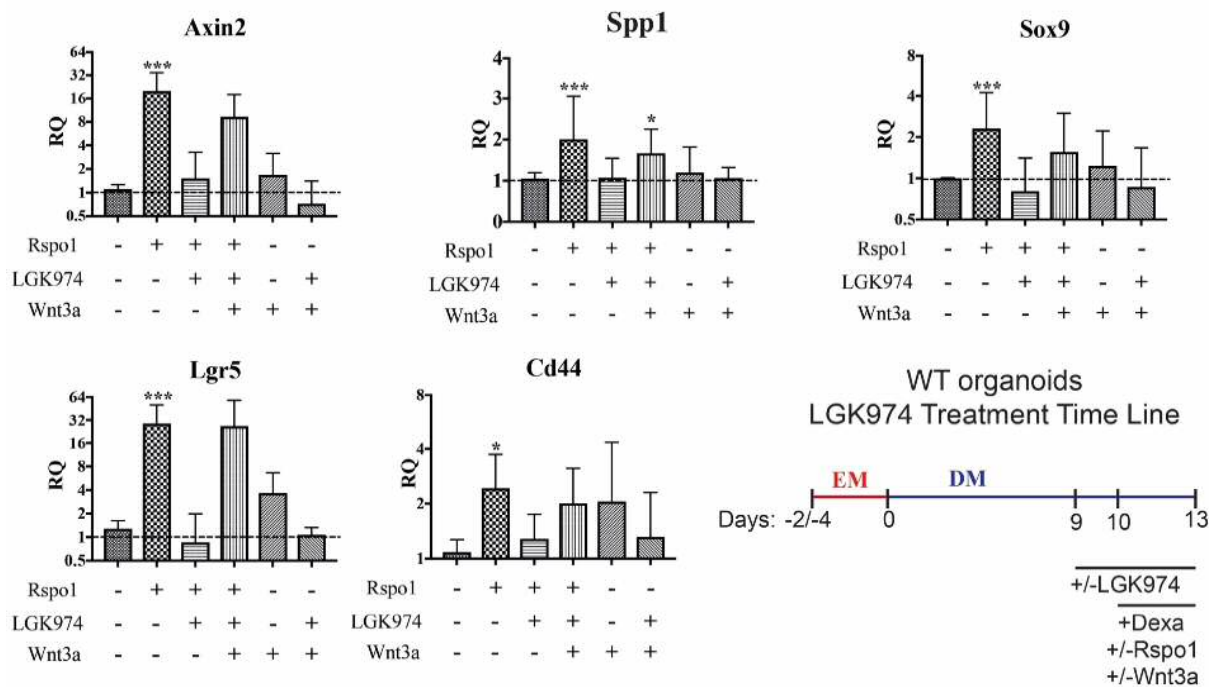 Axin2
64
32
16
8
4
2
1
0.5
RQ
***
Rspo1 - + + + - -
LGK974 - - + + - +
Wnt3a - - - + + +
Spp1
4
3
2
1
0
RQ
***
*
Rspo1 - + + + - -
LGK974 - - + + - +
Wnt3a - - - + + +
Sox9
8
4
2
1
0.5
RQ
***
Rspo1 - + + + - -
LGK974 - - + + - +
Wnt3a - - - + + +
Lgr5
64
32
16
8
4
2
1
0.5
RQ
***
Rspo1 - + + + - -
LGK974 - - + + - +
Wnt3a - - - + + +
Cd44
8
4
2
1
RQ
*
Rspo1 - + + + - -
LGK974 - - + + - +
Wnt3a - - - + + +
WT organoids
LGK974 Treatment Time Line
EM DM
Days: -2/-4 0 9 10 13
+/-LGK974
+Dexa
+/-Rspo1
+/-Wnt3a